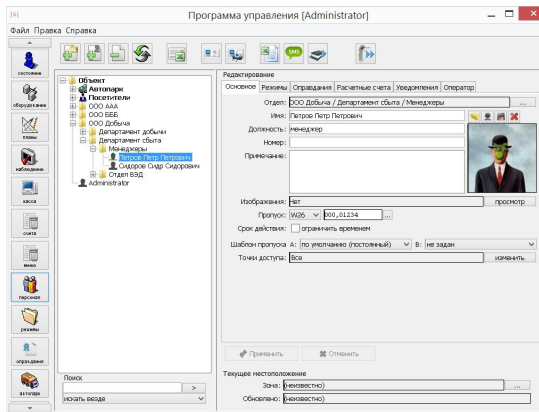 Программа управления [Administrator]
Файл Правка Справка
состояние
оборудование
планы
наблюдение
касса
счета
меню
персонал
режимы
оправдания
автопарк
SMS
Объект
Автопарк
Посетители
ООО ААА
ООО БББ
ООО Добыча
Департамент добычи
Департамент сбыта
Менеджеры
Петров Петр Петрович
Сидоров Сидр Сидорович
Отдел ВЭД
Administrator
Поиск
>
искать везде
Редактирование
Основное Режимы Оправдания Расчетные счета Уведомления Оператор
Отдел: ООО Добыча / Департамент сбыта / Менеджеры ...
Имя: Петров Петр Петрович
Должность: менеджер
Номер:
Примечание:
Изображения: Нет просмотр
Пропуск: W26 000,01234 ...
Срок действия: ограничить временем
Шаблон пропуска A: по умолчанию (постоянный) B: не задан
Точки доступа: Все изменить
Применить Отменить
Текущее местоположение
Зона: (неизвестно) ...
Обновлено: (неизвестно)